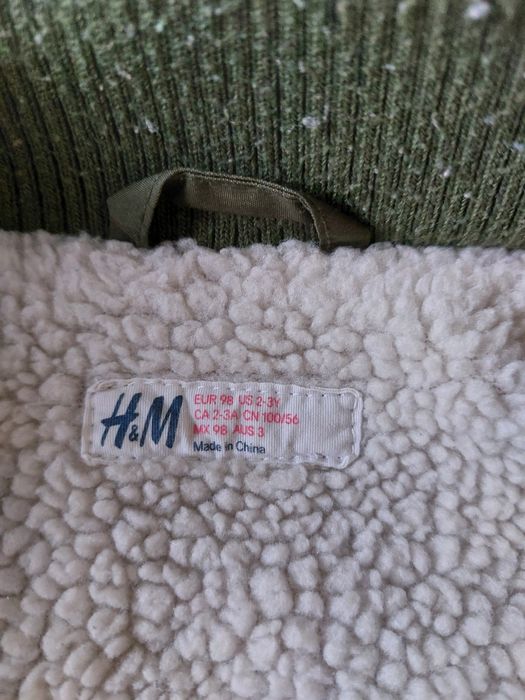 H&M
EUR 98 US 2-3Y
CA 2-3A CN 100/56
MX 98 AUS 3
Made in China